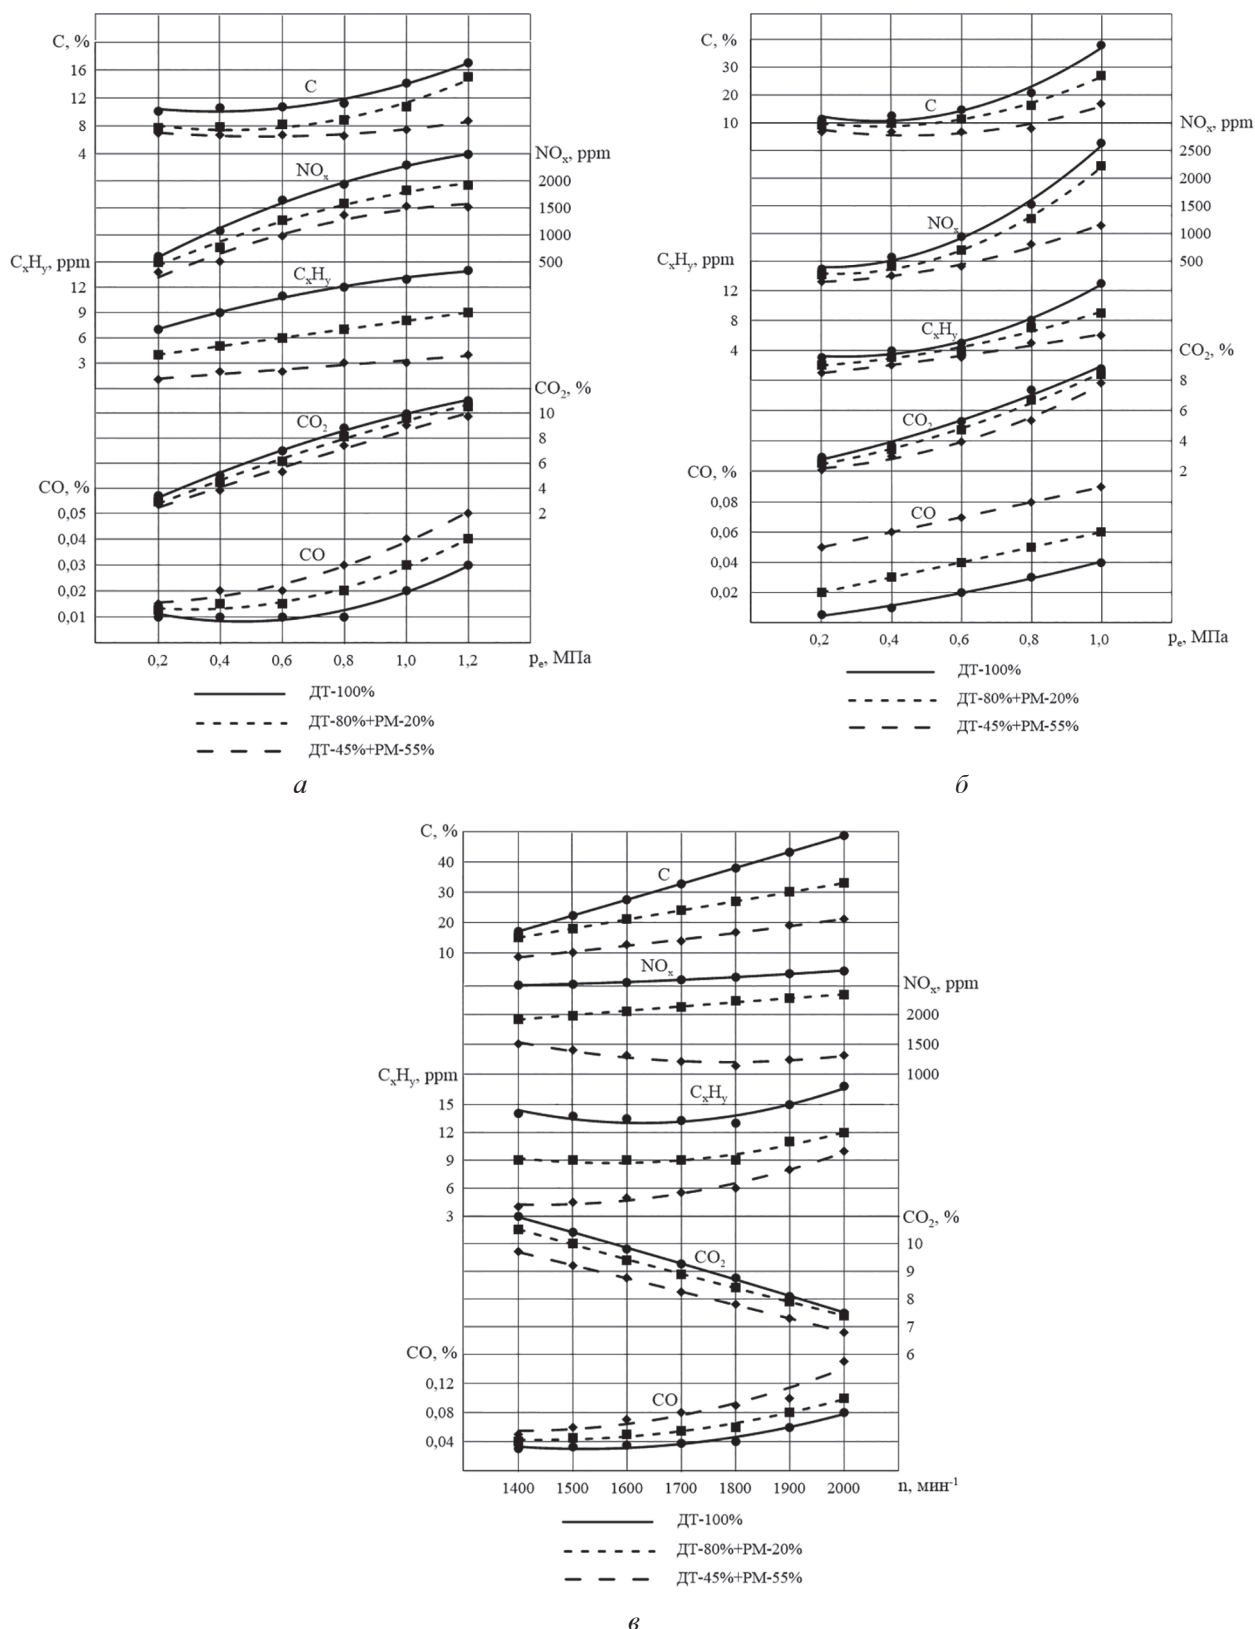 C, %
16
12
8
4
C
NOₓ, ppm
NOₓ
2000
1500
1000
500
CₓHᵧ, ppm
CₓHᵧ
12
9
6
3
CO₂, %
CO₂
10
8
6
4
2
CO, %
0,05
0,04
0,03
0,02
0,01
CO
0,2 0,4 0,6 0,8 1,0 1,2 pₑ, МПа
ДТ-100%
ДТ-80%+РМ-20%
ДТ-45%+РМ-55%
а
C, %
30
20
10
C
NOₓ, ppm
NOₓ
2500
2000
1500
1000
500
CₓHᵧ, ppm
CₓHᵧ
12
8
4
CO₂, %
CO₂
8
6
4
2
CO, %
0,08
0,06
0,04
0,02
CO
0,2 0,4 0,6 0,8 1,0 pₑ, МПа
ДТ-100%
ДТ-80%+РМ-20%
ДТ-45%+РМ-55%
б
C, %
40
30
20
10
C
NOₓ
NOₓ, ppm
2000
1500
1000
CₓHᵧ, ppm
CₓHᵧ
15
12
9
6
3
CO₂, %
CO₂
10
9
8
7
6
CO, %
0,12
0,08
0,04
CO
1400 1500 1600 1700 1800 1900 2000 n, мин⁻¹
ДТ-100%
ДТ-80%+РМ-20%
ДТ-45%+РМ-55%
в